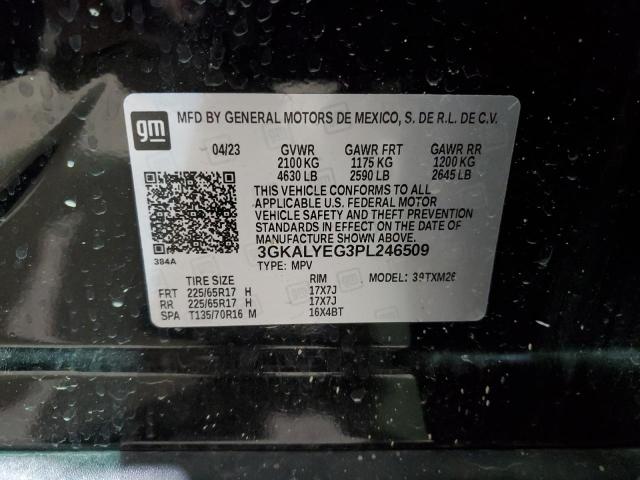 gm
MFD BY GENERAL MOTORS DE MEXICO, S. DE R.L. DE C.V.
04/23 GVWR GAWR FRT GAWR RR
2100 KG 1175 KG 1200 KG
4630 LB 2590 LB 2645 LB
THIS VEHICLE CONFORMS TO ALL
APPLICABLE U.S. FEDERAL MOTOR
VEHICLE SAFETY AND THEFT PREVENTION
STANDARDS IN EFFECT ON THE DATE OF
MANUFACTURE SHOWN ABOVE.
3GKALYEG3PL246509
384A
TYPE: MPV
MODEL: 39TXM26
TIRE SIZE RIM
FRT 225/65R17 H 17X7J
RR 225/65R17 H 17X7J
SPA T135/70R16 M 16X4BT